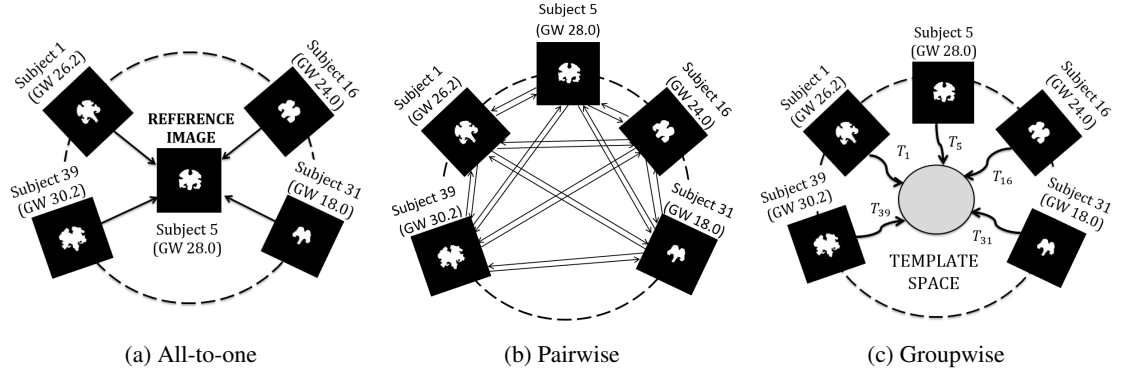 Subject 1
(GW 26.2)
Subject 16
(GW 24.0)
REFERENCE
IMAGE
Subject 39
(GW 30.2)
Subject 5
(GW 28.0)
Subject 31
(GW 18.0)
(a) All-to-one
Subject 5
(GW 28.0)
Subject 1
(GW 26.2)
Subject 16
(GW 24.0)
Subject 39
(GW 30.2)
Subject 31
(GW 18.0)
(b) Pairwise
Subject 5
(GW 28.0)
Subject 1
(GW 26.2)
Subject 16
(GW 24.0)
T1
T5
T16
Subject 39
(GW 30.2)
T39
T31
Subject 31
(GW 18.0)
TEMPLATE
SPACE
(c) Groupwise